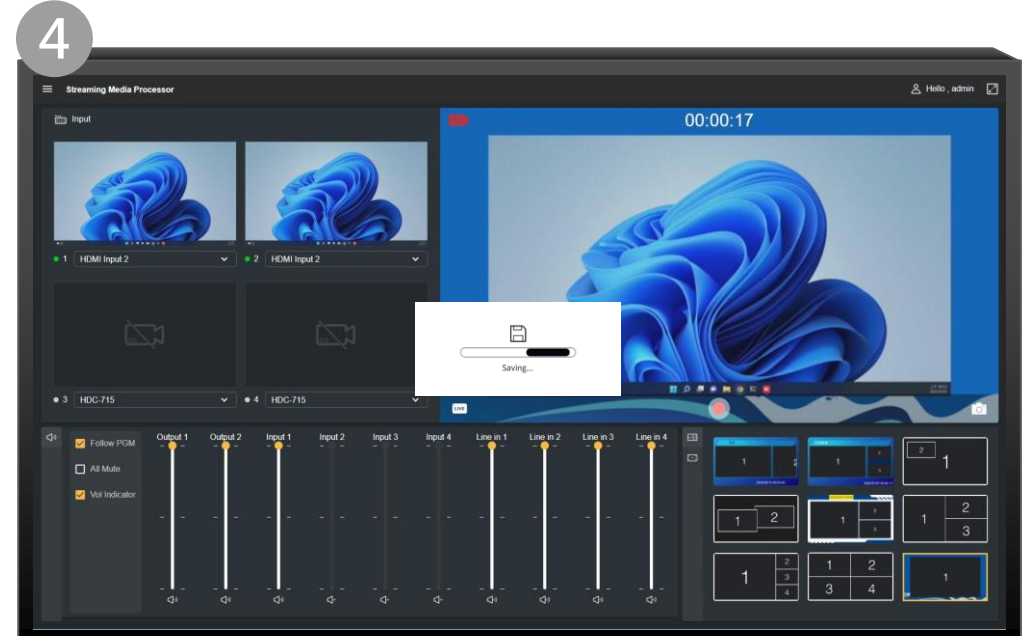 4
Streaming Media Processor
Hello , admin
Input
00:00:17
1 HDMI Input 2
2 HDMI Input 2
Saving...
3 HDC-715
4 HDC-715
LIVE
Follow PGM
All Mute
Vol Indicator
Output 1 Output 2 Input 1 Input 2 Input 3 Input 4 Line in 1 Line in 2 Line in 3 Line in 4
1
1
2 1
1 2
1
1 2 3
1 2 3 4
1 2 3 4
1